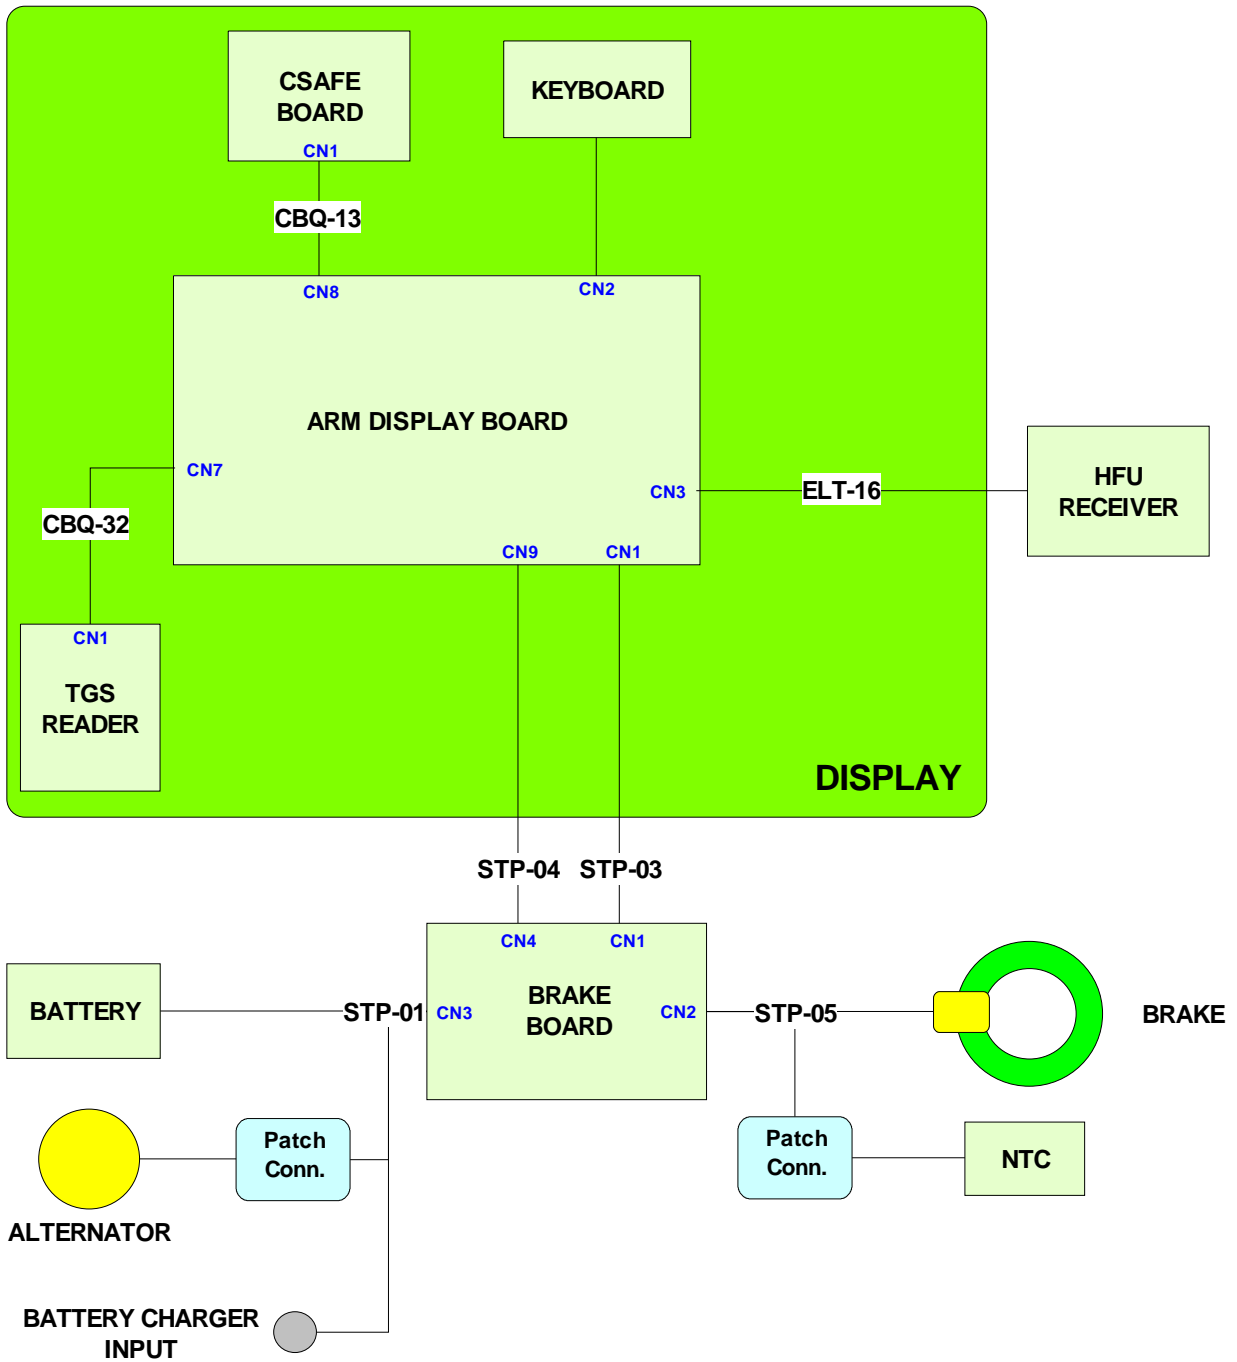 CSAFE
BOARD
CN1
KEYBOARD
CBQ-13
CN8
CN2
ARM DISPLAY BOARD
CN7
CN3
ELT-16
HFU
RECEIVER
CBQ-32
CN9
CN1
CN1
TGS
READER
DISPLAY
STP-04
STP-03
CN4
CN1
BATTERY
STP-01
CN3
BRAKE
BOARD
CN2
STP-05
BRAKE
Patch
Conn.
ALTERNATOR
Patch
Conn.
NTC
BATTERY CHARGER
INPUT